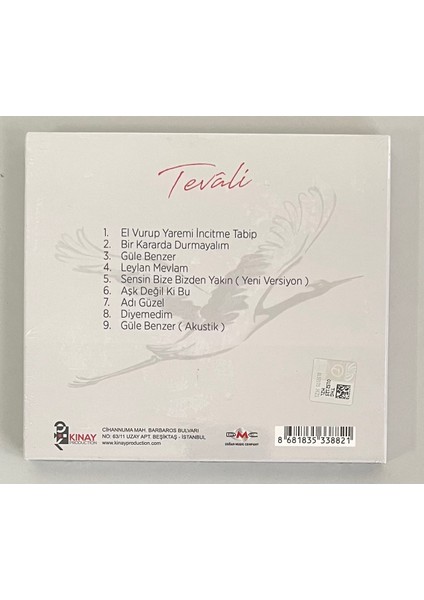 Tevâli
1. El Vurup Yaremi İncitme Tabip
2. Bir Kararda Durmayalım
3. Güle Benzer
4. Leylan Mevlam
5. Sensin Bize Bizden Yakın ( Yeni Versiyon )
6. Aşk Değil Ki Bu
7. Adı Güzel
8. Diyemedim
9. Güle Benzer ( Akustik )
KINAY
PRODUCTION
CİHANNUMA MAH. BARBAROS BULVARI
NO: 63/11 UZAY APT. BEŞİKTAŞ - İSTANBUL
www.kinayproduction.com
DMC
8 681835 338821